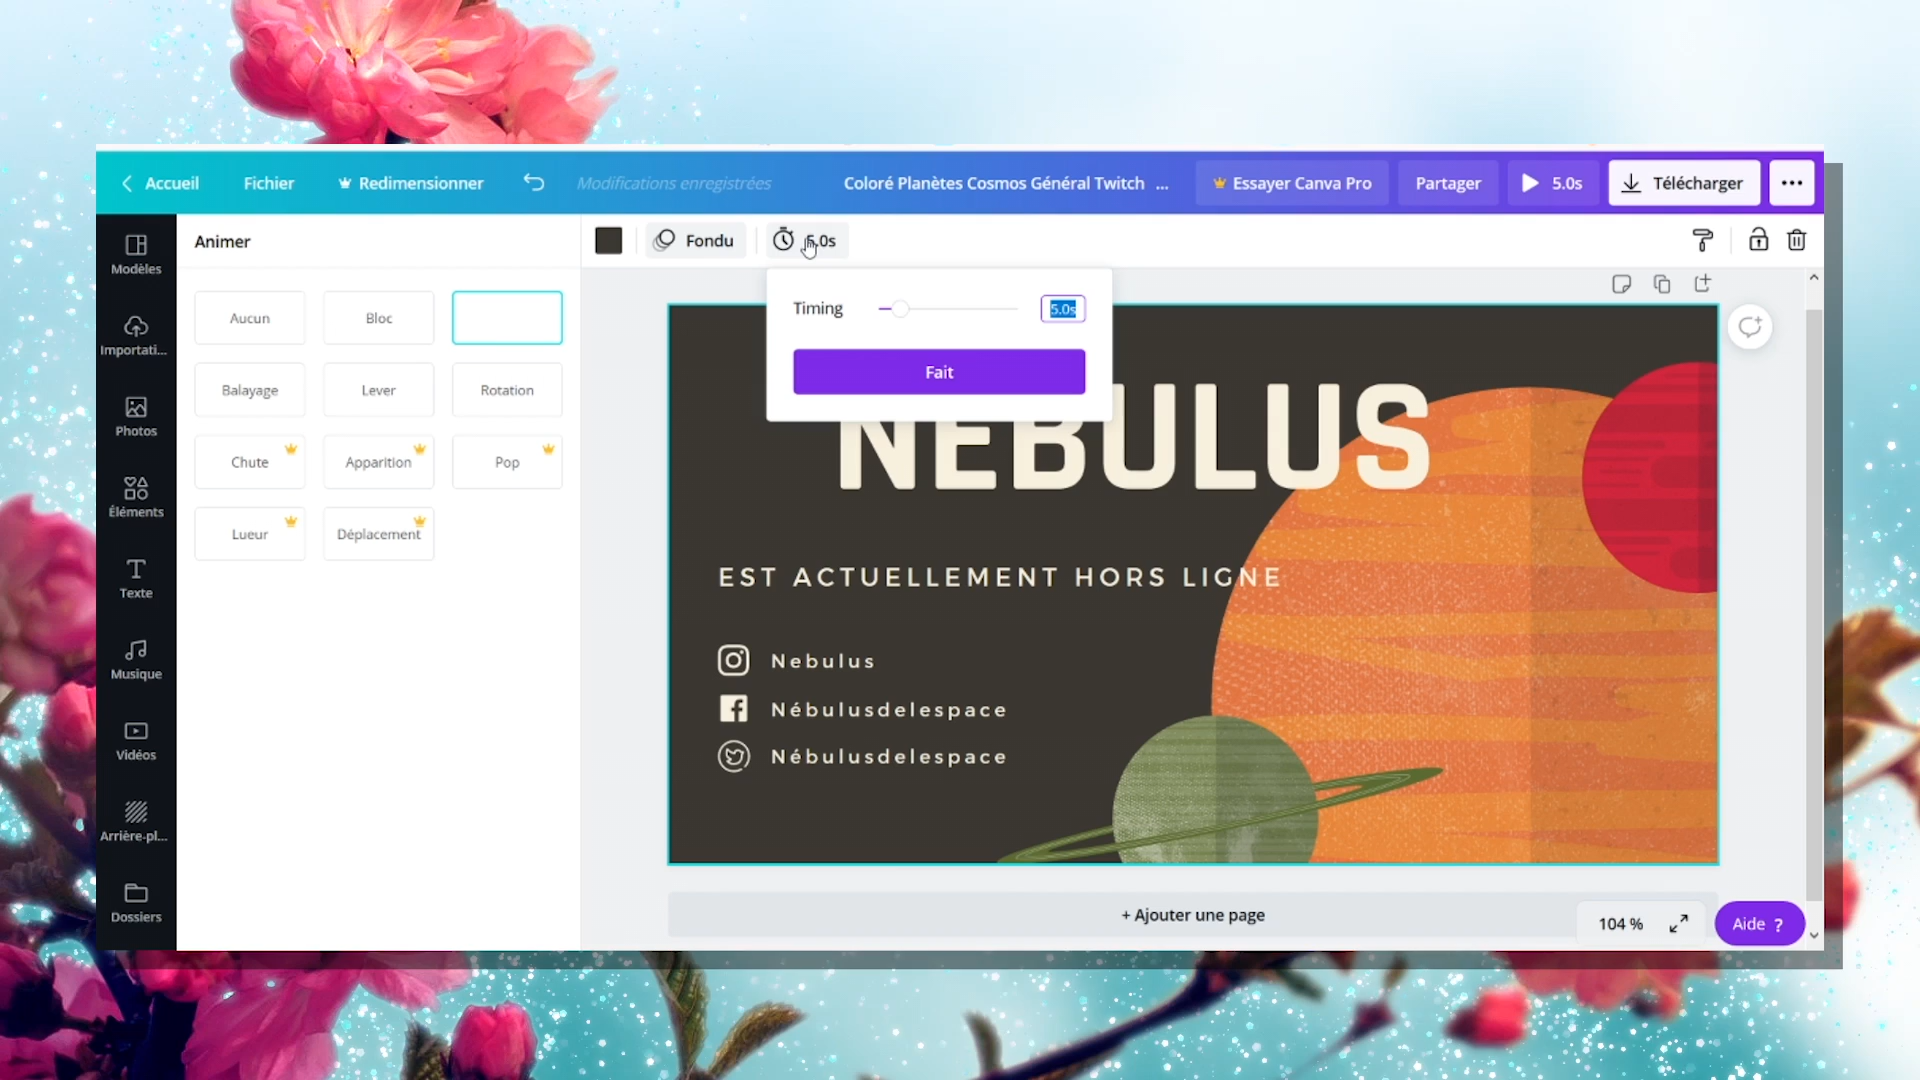 Accueil
Fichier
Redimensionner
Modifications enregistrées
Coloré Planètes Cosmos Général Twitch ...
Essayer Canva Pro
Partager
5.0s
Télécharger
Modèles
Importati...
Photos
Éléments
Texte
Musique
Vidéos
Arrière-pl...
Dossiers
Animer
Aucun
Bloc
Balayage
Lever
Rotation
Chute
Apparition
Pop
Lueur
Déplacement
Fondu
5.0s
Timing
5.0s
Fait
NEBULUS
EST ACTUELLEMENT HORS LIGNE
Nebulus
Nébulusdelespace
Nébulusdelespace
+ Ajouter une page
104 %
Aide ?